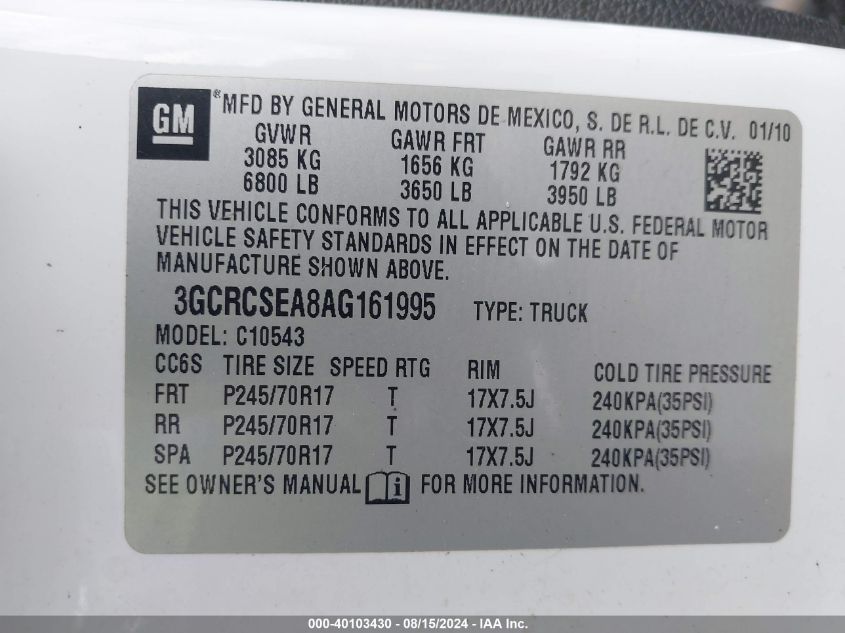 GM ® MFD BY GENERAL MOTORS DE MEXICO, S. DE R.L. DE C.V. 01/10
GVWR GAWR FRT GAWR RR
3085 KG 1656 KG 1792 KG
6800 LB 3650 LB 3950 LB
THIS VEHICLE CONFORMS TO ALL APPLICABLE U.S. FEDERAL MOTOR
VEHICLE SAFETY STANDARDS IN EFFECT ON THE DATE OF
MANUFACTURE SHOWN ABOVE.
3GCRCSEA8AG161995 TYPE: TRUCK
MODEL: C10543
CC6S TIRE SIZE SPEED RTG RIM COLD TIRE PRESSURE
FRT P245/70R17 T 17X7.5J 240KPA(35PSI)
RR P245/70R17 T 17X7.5J 240KPA(35PSI)
SPA P245/70R17 T 17X7.5J 240KPA(35PSI)
SEE OWNER'S MANUAL i FOR MORE INFORMATION.
000-40103430 - 08/15/2024 - IAA Inc.